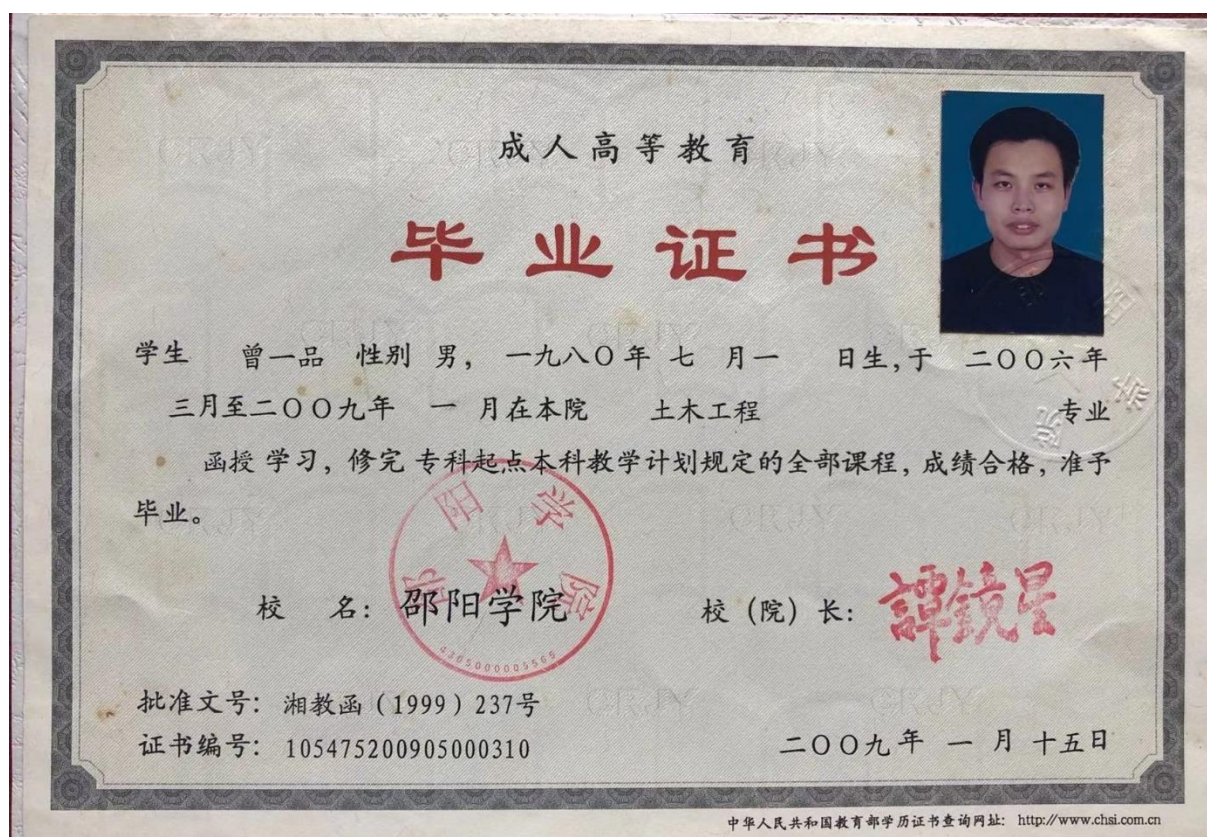 成人高等教育
毕业证书
学生 曾一品 性别 男， 一九八〇年 七 月一 日生，于 二〇〇六年
三月至二〇〇九年 一 月在本院 土木工程 专业
函授 学习，修完 专科起点本科教学计划规定的全部课程，成绩合格，准予
毕业。
校 名：邵阳学院 校（院）长：譚鏡星
邵阳学院
4305000005565
批准文号：湘教函（1999）237号
证书编号：105475200905000310 二〇〇九年 一 月 十五日
中华人民共和国教育部学历证书查询网址：http://www.chsi.com.cn